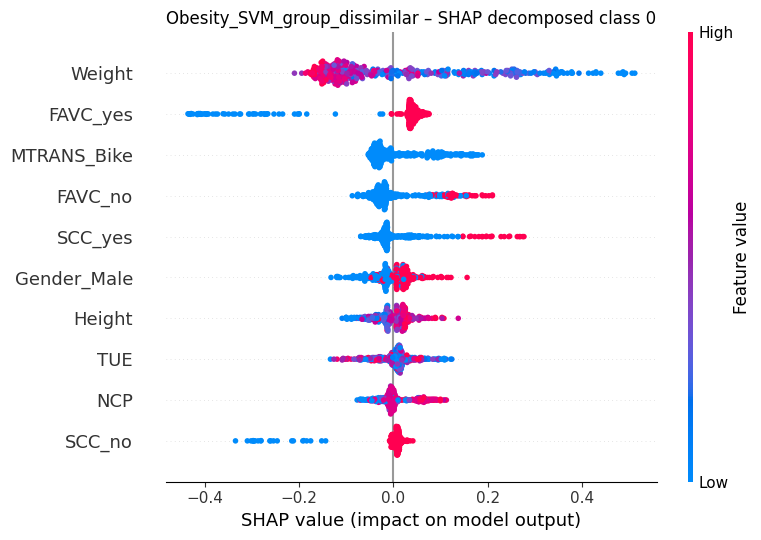 Obesity_SVM_group_dissimilar – SHAP decomposed class 0
High
Weight
FAVC_yes
MTRANS_Bike
FAVC_no
SCC_yes
Gender_Male
Height
TUE
NCP
SCC_no
Feature value
Low
−0.4 −0.2 0.0 0.2 0.4
SHAP value (impact on model output)